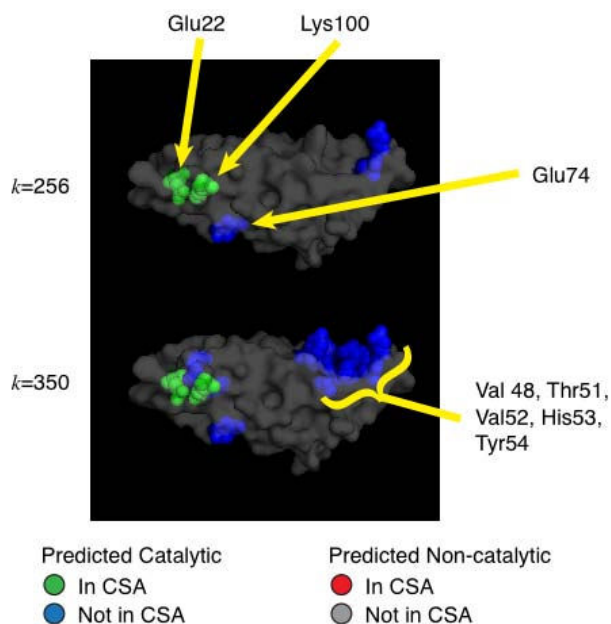 Glu22
Lys100
k=256
Glu74
k=350
Val 48, Thr51,
Val52, His53,
Tyr54
Predicted Catalytic
In CSA
Not in CSA
Predicted Non-catalytic
In CSA
Not in CSA